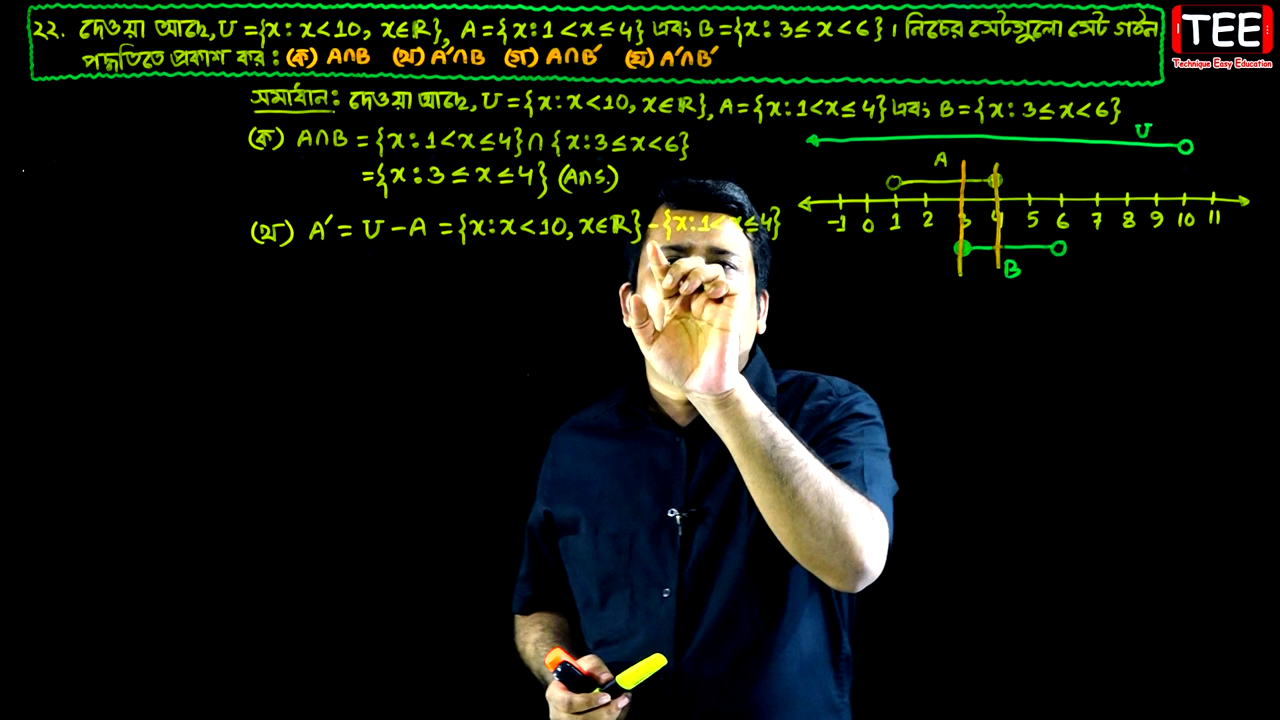 ২২. দেওয়া আছে, U = {x : x < 10, x ∈ ℝ}, A = {x : 1 < x ≤ 4} এবং B = {x : 3 ≤ x < 6} । নিচের সেটগুলো সেট গঠন
পদ্ধতিতে প্রকাশ কর : (ক) A∩B (খ) A′∩B (গ) A∩B′ (ঘ) A′∩B′
TEE
Technique Easy Education
সমাধান : দেওয়া আছে, U = {x : x < 10, x ∈ ℝ}, A = {x : 1 < x ≤ 4} এবং B = {x : 3 ≤ x < 6}
(ক) A∩B = {x : 1 < x ≤ 4} ∩ {x : 3 ≤ x < 6}
= {x : 3 ≤ x ≤ 4} (Ans.)
(খ) A′ = U − A = {x : x < 10, x ∈ ℝ} − {x : 1 < x ≤ 4}
U
A
-1 0 1 2 3 4 5 6 7 8 9 10 11
B